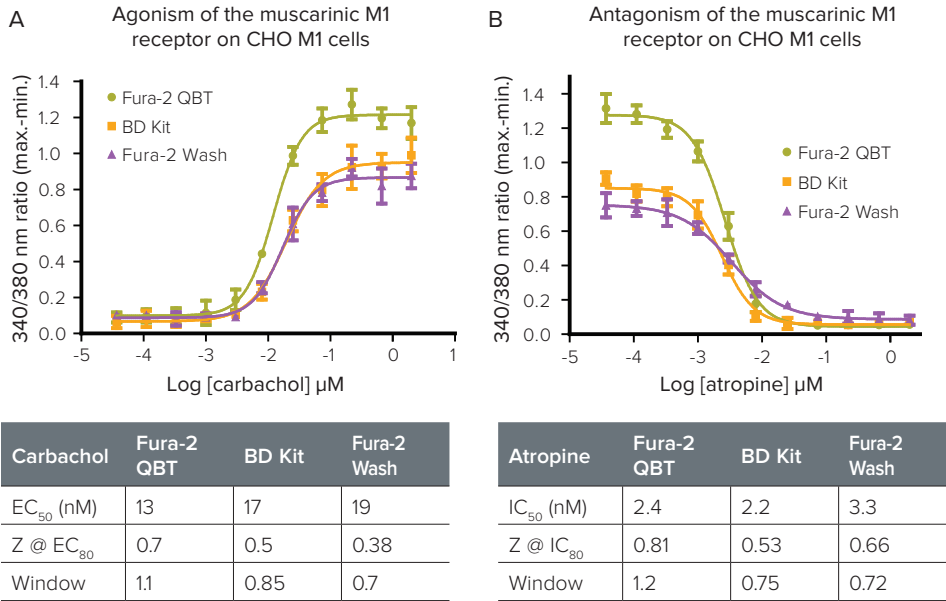 A
Agonism of the muscarinic M1
receptor on CHO M1 cells
340/380 nm ratio (max.-min.)
1.4
1.2
1.0
0.8
0.6
0.4
0.2
0.0
Fura-2 QBT
BD Kit
Fura-2 Wash
-5 -4 -3 -2 -1 0 1
Log [carbachol] µM
B
Antagonism of the muscarinic M1
receptor on CHO M1 cells
340/380 nm ratio (max.-min.)
1.4
1.2
1.0
0.8
0.6
0.4
0.2
0.0
Fura-2 QBT
BD Kit
Fura-2 Wash
-5 -4 -3 -2 -1 0
Log [atropine] µM
Carbachol Fura-2 QBT BD Kit Fura-2 Wash
EC50 (nM) 13 17 19
Z @ EC80 0.7 0.5 0.38
Window 1.1 0.85 0.7
Atropine Fura-2 QBT BD Kit Fura-2 Wash
IC50 (nM) 2.4 2.2 3.3
Z @ IC80 0.81 0.53 0.66
Window 1.2 0.75 0.72